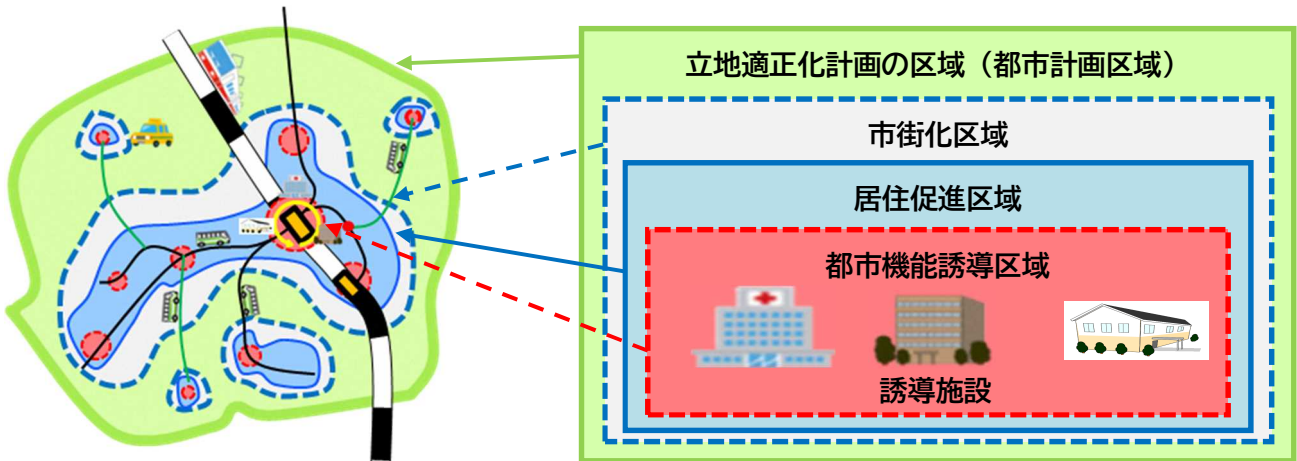 立地適正化計画の区域（都市計画区域）
市街化区域
居住促進区域
都市機能誘導区域
誘導施設